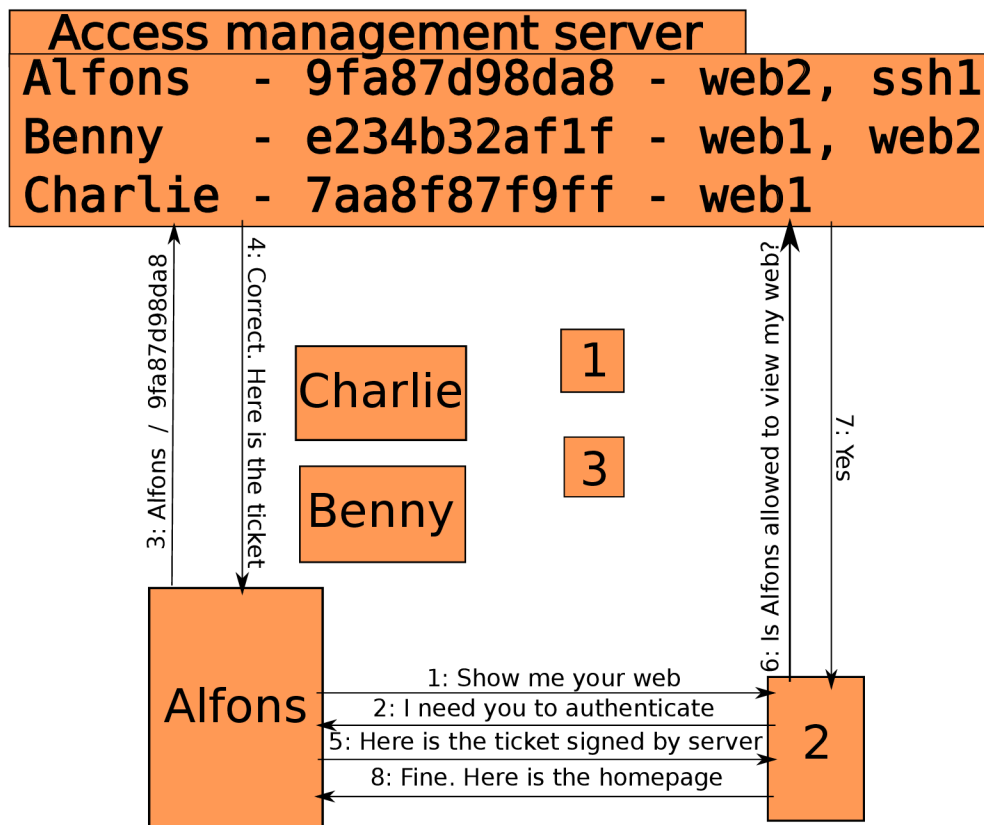 Access management server
Alfons   - 9fa87d98da8 - web2, ssh1
Benny    - e234b32af1f - web1, web2
Charlie - 7aa8f87f9ff - web1
3: Alfons / 9fa87d98da8
4: Correct. Here is the ticket
Charlie
1
Benny
3
6: Is Alfons allowed to view my web?
7: Yes
Alfons
1: Show me your web
2: I need you to authenticate
5: Here is the ticket signed by server
8: Fine. Here is the homepage
2